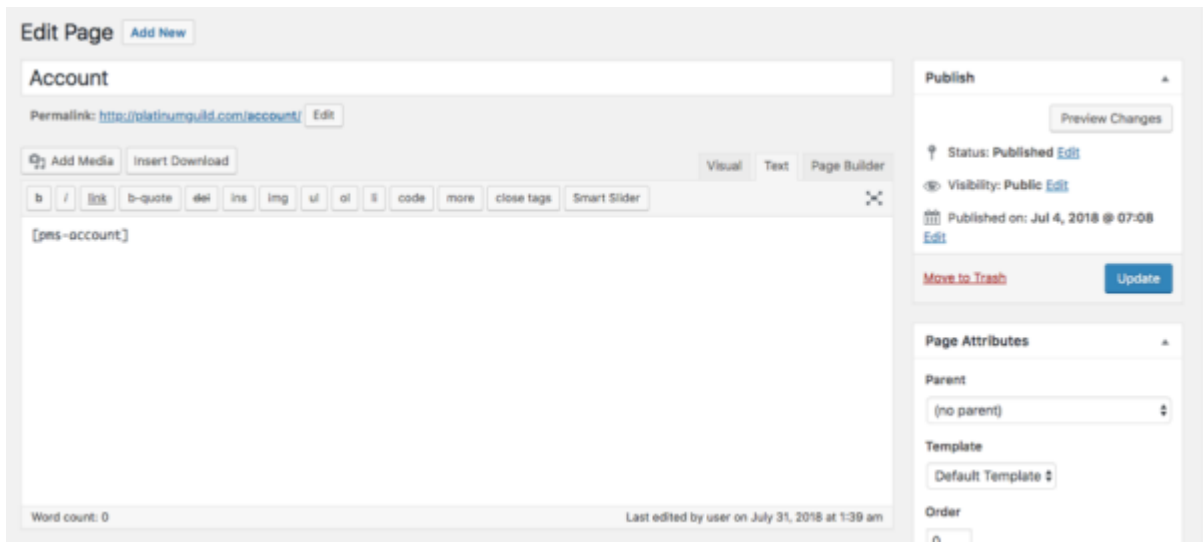 Edit Page Add New
Account
Permalink: http://platinumguild.com/account/ Edit
Add Media Insert Download
Visual Text Page Builder
b i link b-quote del ins img ul ol li code more close tags Smart Slider
[pms-account]
Word count: 0 Last edited by user on July 31, 2018 at 1:39 am
Publish
Preview Changes
Status: Published Edit
Visibility: Public Edit
Published on: Jul 4, 2018 @ 07:08
Edit
Move to Trash Update
Page Attributes
Parent
(no parent)
Template
Default Template
Order
0